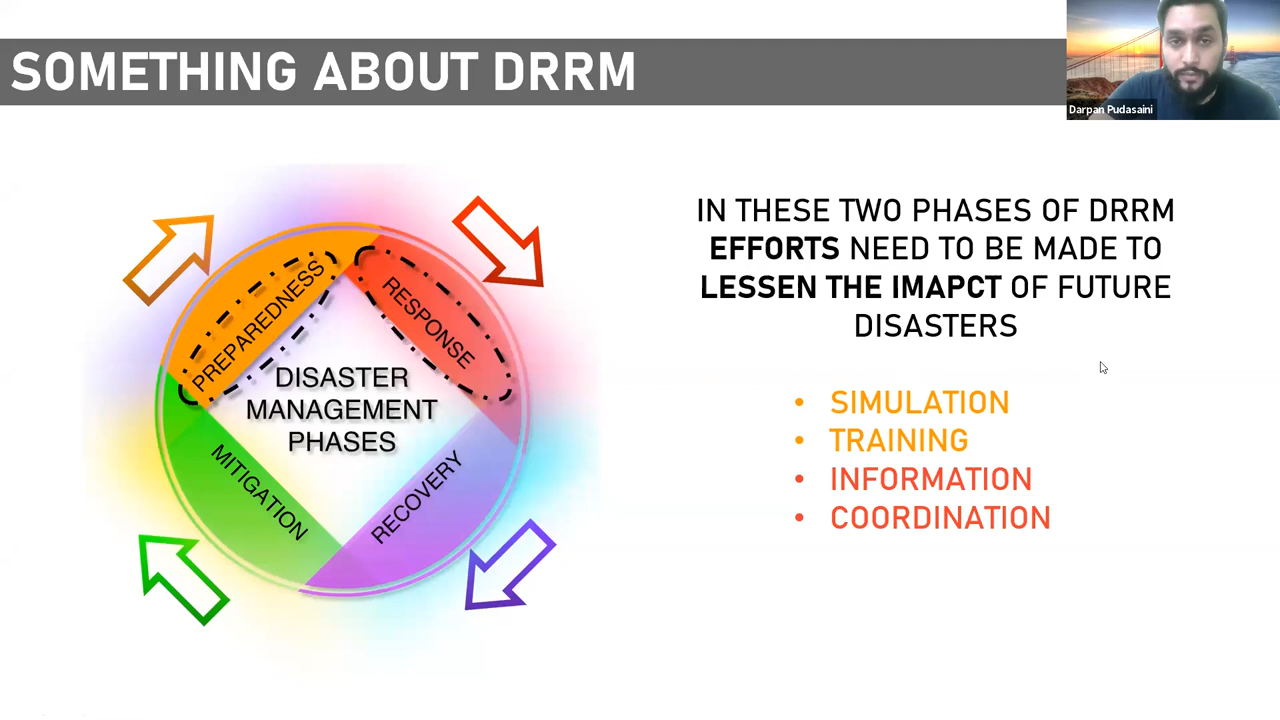 SOMETHING ABOUT DRRM
Darpan Pudasaini
PREPAREDNESS
RESPONSE
DISASTER
MANAGEMENT
PHASES
MITIGATION
RECOVERY
IN THESE TWO PHASES OF DRRM
EFFORTS NEED TO BE MADE TO
LESSEN THE IMAPCT OF FUTURE
DISASTERS
• SIMULATION
• TRAINING
• INFORMATION
• COORDINATION